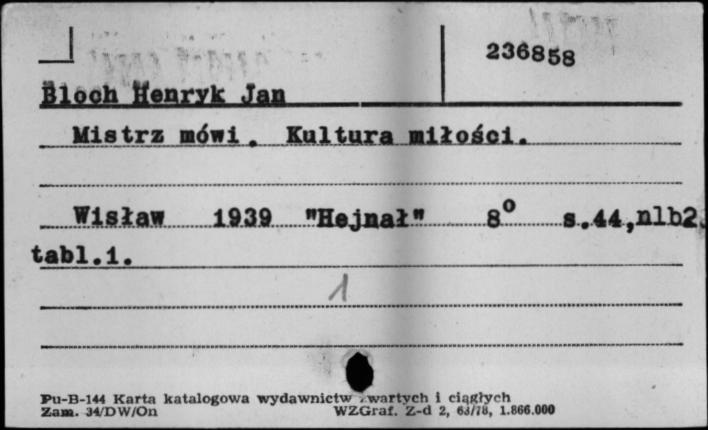 236858
Bloch Henryk Jan
Mistrz mówi. Kultura miłości.
Wisław 1939 "Hejnał" 8° s.44,nlb2.
tabl.1.
1
Pu-B-144 Karta katalogowa wydawnictw zwartych i ciągłych
Zam. 34/DW/On WZGraf. Z-d 2, 63/78, 1.866.000